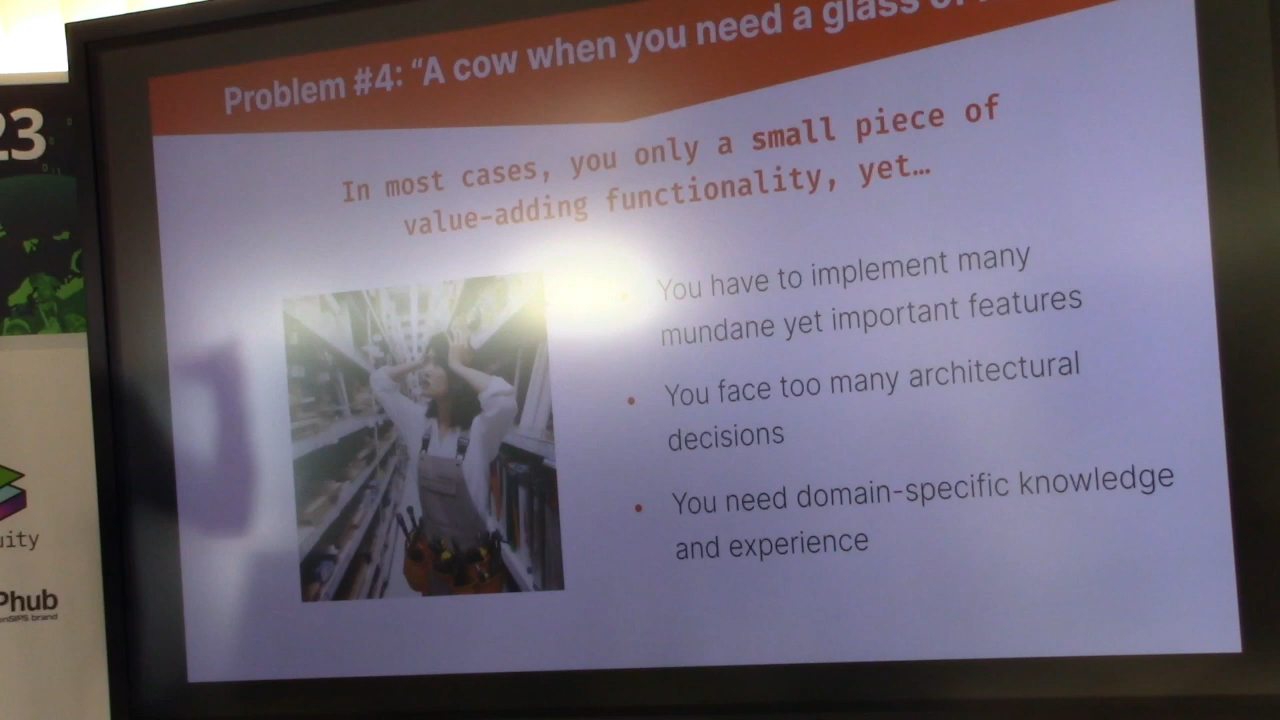 Problem #4: “A cow when you need a glass
In most cases, you only a small piece of
value-adding functionality, yet…
You have to implement many
mundane yet important features
• You face too many architectural
decisions
• You need domain-specific knowledge
and experience
23
uity
Phub
enSIPS brand